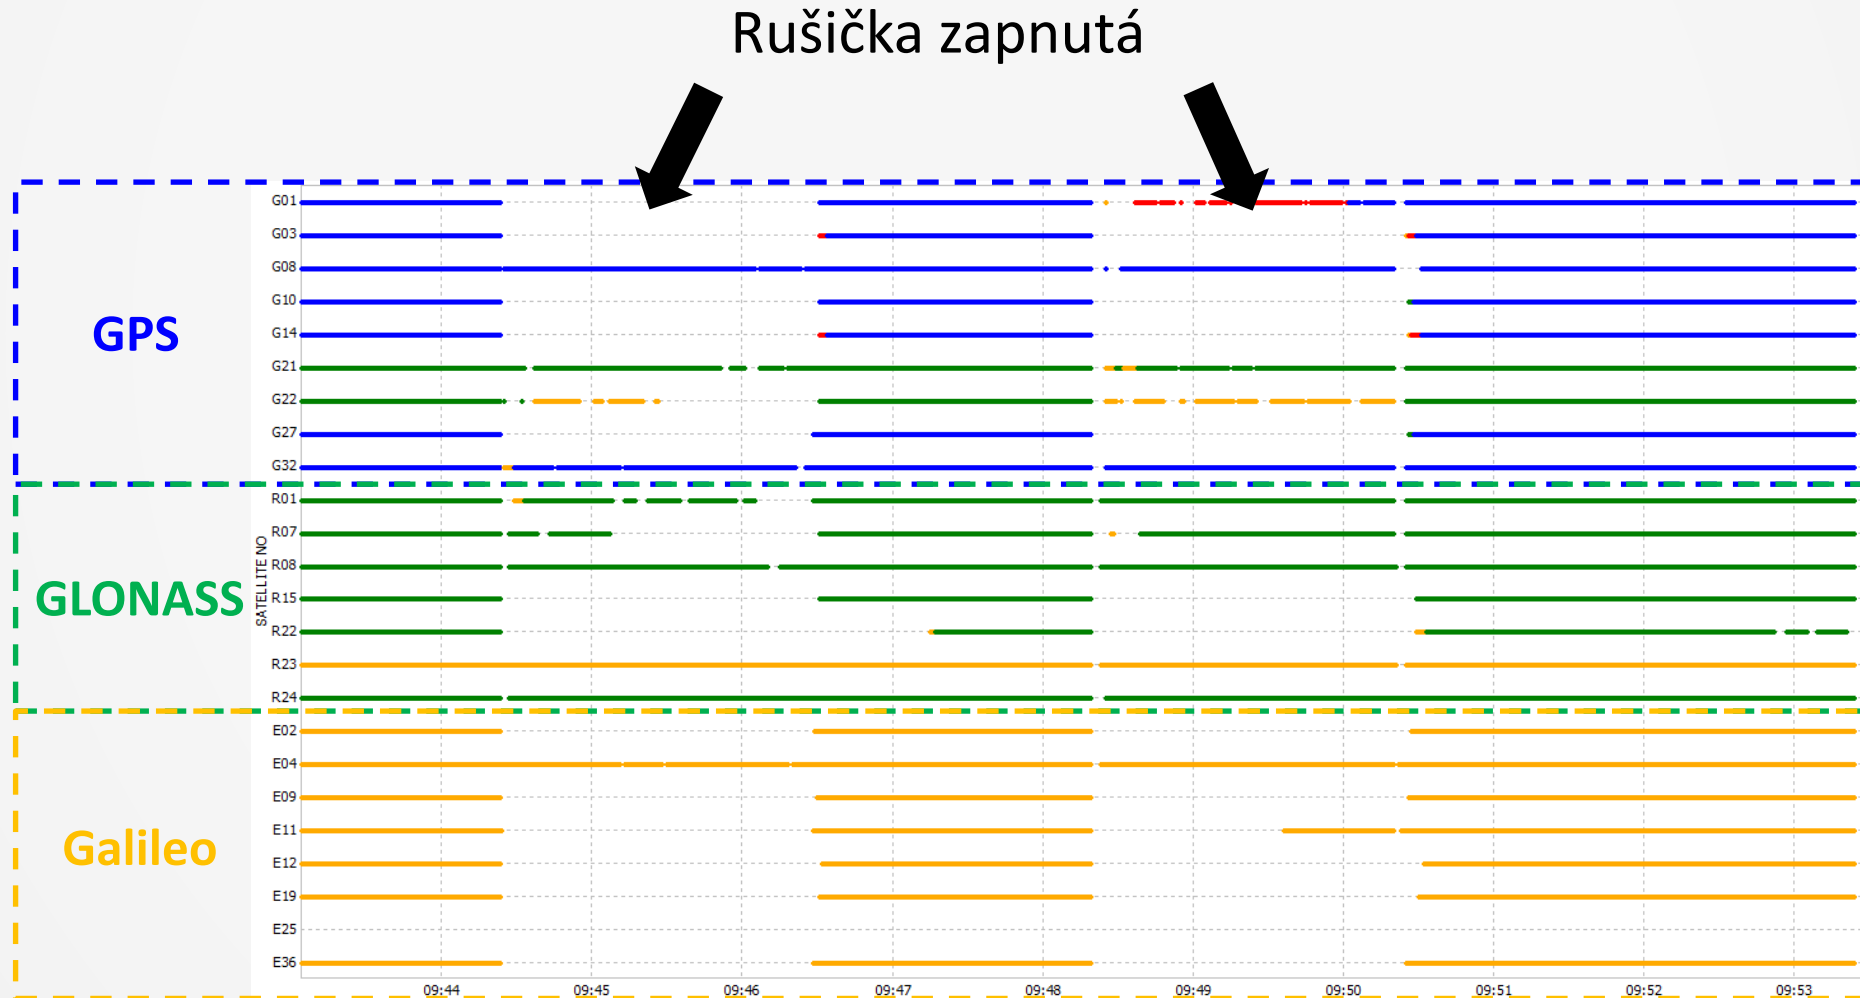 Rušička zapnutá
GPS
GLONASS
Galileo
SATELLITE NO
G01
G03
G08
G10
G14
G21
G22
G27
G32
R01
R07
R08
R15
R22
R23
R24
E02
E04
E09
E11
E12
E19
E25
E36
09:44 09:45 09:46 09:47 09:48 09:49 09:50 09:51 09:52 09:53